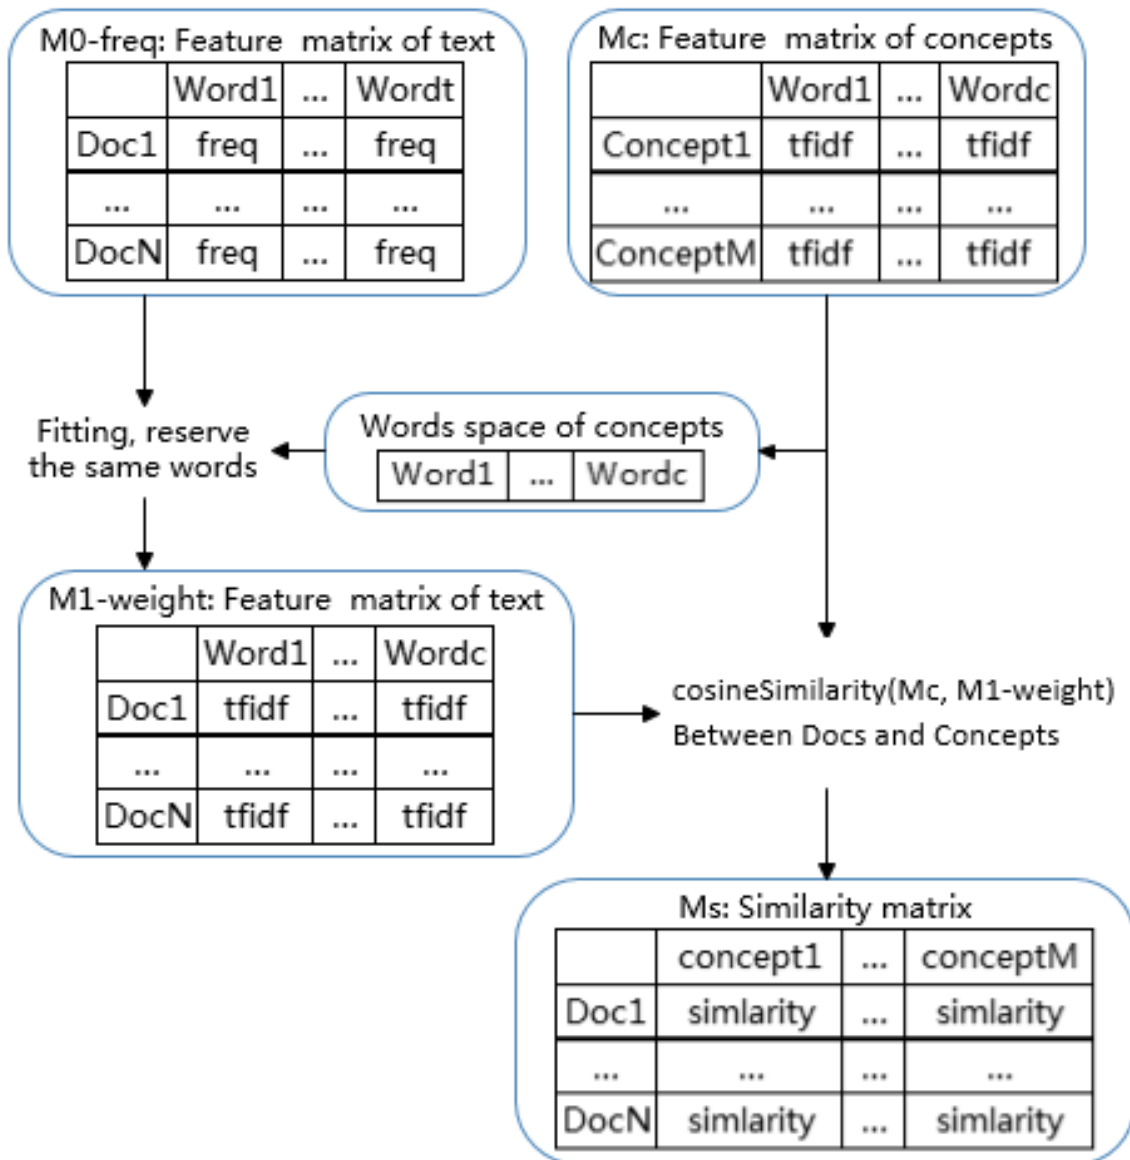 M0-freq: Feature matrix of text
Word1 ... Wordt
Doc1 freq ... freq
... ... ... ...
DocN freq ... freq
Mc: Feature matrix of concepts
Word1 ... Wordc
Concept1 tfidf ... tfidf
... ... ... ...
ConceptM tfidf ... tfidf
Fitting, reserve
the same words
Words space of concepts
Word1 ... Wordc
M1-weight: Feature matrix of text
Word1 ... Wordc
Doc1 tfidf ... tfidf
... ... ... ...
DocN tfidf ... tfidf
cosineSimilarity(Mc, M1-weight)
Between Docs and Concepts
Ms: Similarity matrix
concept1 ... conceptM
Doc1 simlarity ... simlarity
... ... ... ...
DocN simlarity ... simlarity